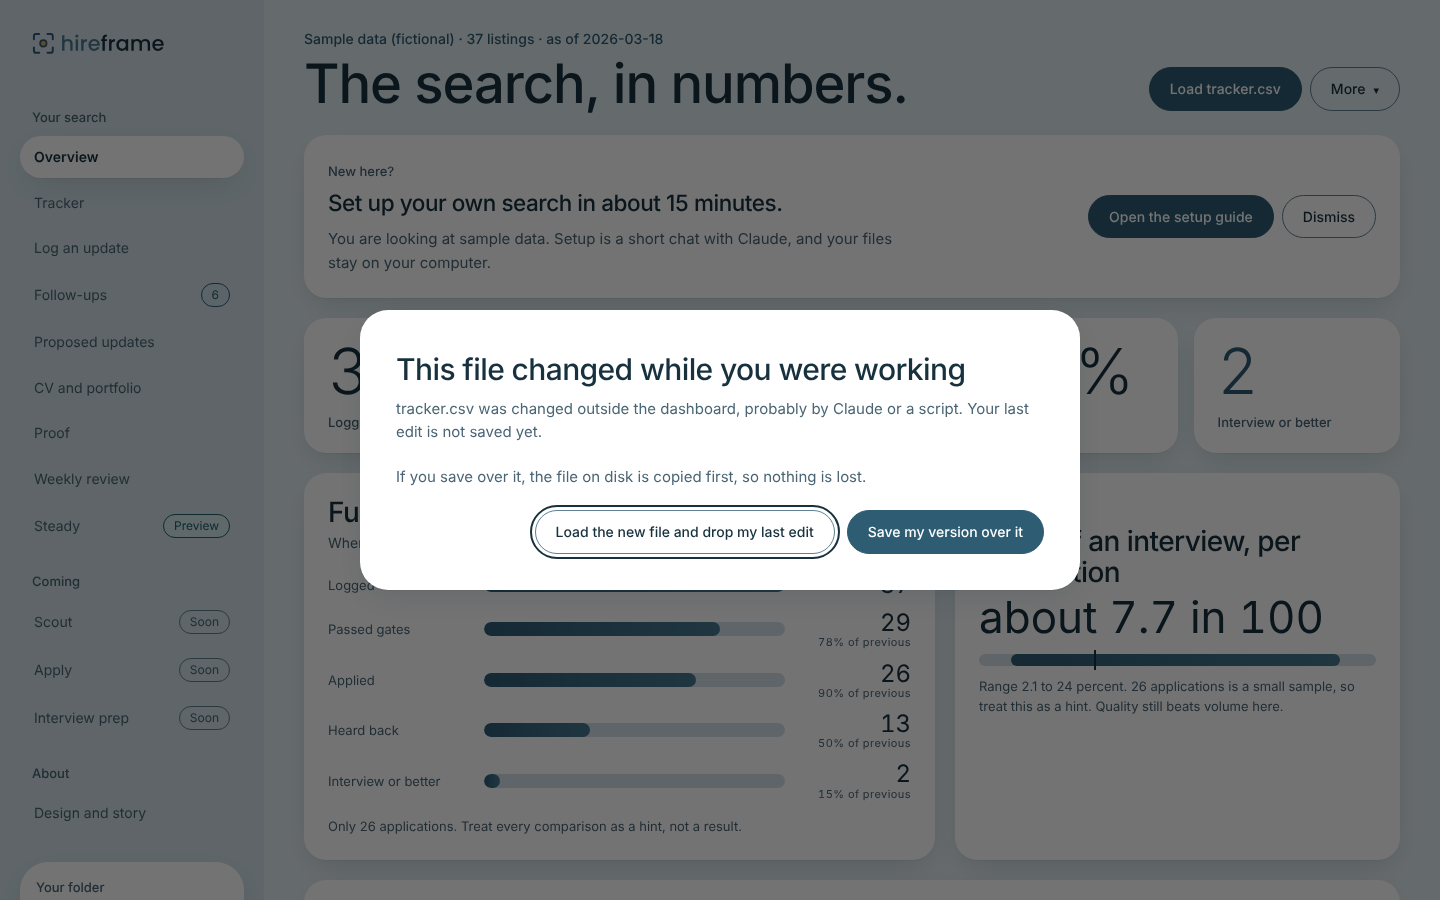 hireframe
Your search
Overview
Tracker
Log an update
Follow-ups 6
Proposed updates
CV and portfolio
Proof
Weekly review
Steady Preview
Coming
Scout Soon
Apply Soon
Interview prep Soon
About
Design and story
Your folder
Sample data (fictional) · 37 listings · as of 2026-03-18
The search, in numbers.
Load tracker.csv
More ▾
New here?
Set up your own search in about 15 minutes.
You are looking at sample data. Setup is a short chat with Claude, and your files
stay on your computer.
Open the setup guide
Dismiss
%
2
Interview or better
This file changed while you were working
tracker.csv was changed outside the dashboard, probably by Claude or a script. Your last
edit is not saved yet.
If you save over it, the file on disk is copied first, so nothing is lost.
Load the new file and drop my last edit
Save my version over it
Logged
Passed gates 29
78% of previous
Applied 26
90% of previous
Heard back 13
50% of previous
Interview or better 2
15% of previous
Only 26 applications. Treat every comparison as a hint, not a result.
an interview, per
about 7.7 in 100
Range 2.1 to 24 percent. 26 applications is a small sample, so
treat this as a hint. Quality still beats volume here.